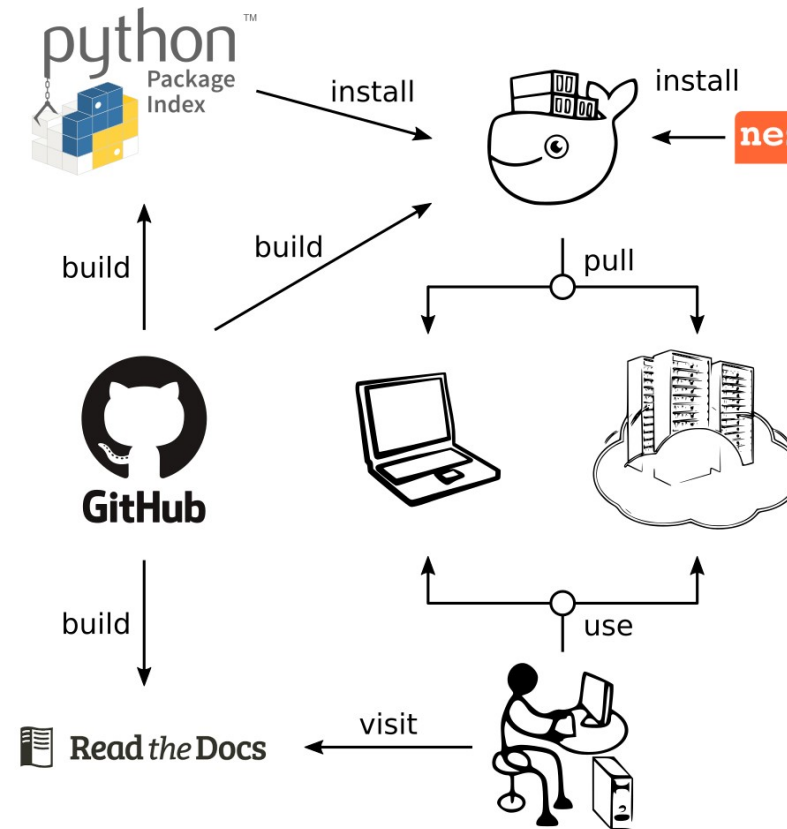 python™
Package
Index
install
install
ne
build
build
pull
GitHub
build
use
visit
Read the Docs